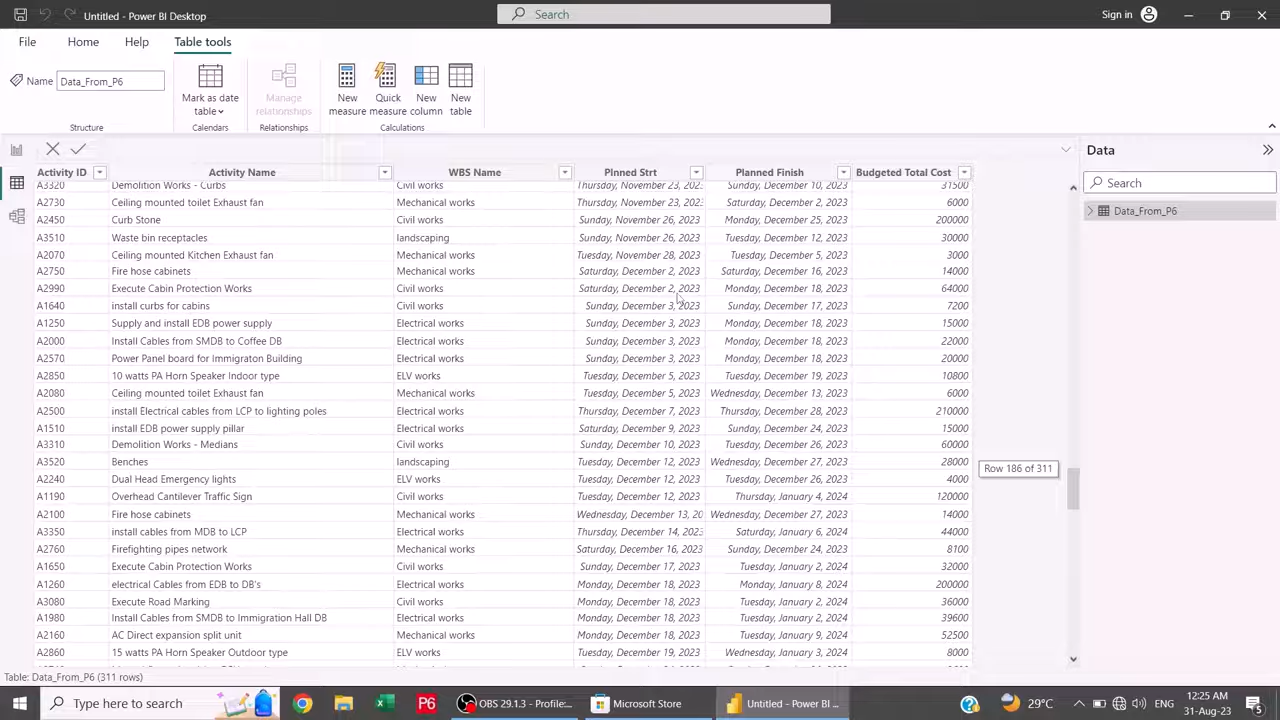 Untitled - Power BI Desktop
Search
Sign in
File
Home
Help
Table tools
Name
Data_From_P6
Mark as date table
Manage relationships
New measure
Quick measure
New column
New table
Structure
Calendars
Relationships
Calculations
Data
Search
Data_From_P6
Activity ID Activity Name WBS Name Plnned Strt Planned Finish Budgeted Total Cost
A3320 Demolition Works - Curbs Civil works Thursday, November 23, 202 Sunday, December 10, 2023 31500
A2730 Ceiling mounted toilet Exhaust fan Mechanical works Thursday, November 23, 202 Saturday, December 2, 2023 6000
A2450 Curb Stone Civil works Sunday, November 26, 2023 Monday, December 25, 2023 200000
A3510 Waste bin receptacles landscaping Sunday, November 26, 2023 Tuesday, December 12, 2023 30000
A2070 Ceiling mounted Kitchen Exhaust fan Mechanical works Tuesday, November 28, 2023 Tuesday, December 5, 2023 3000
A2750 Fire hose cabinets Mechanical works Saturday, December 2, 2023 Saturday, December 16, 2023 14000
A2990 Execute Cabin Protection Works Civil works Saturday, December 2, 2023 Monday, December 18, 2023 64000
A1640 install curbs for cabins Civil works Sunday, December 3, 2023 Sunday, December 17, 2023 7200
A1250 Supply and install EDB power supply Electrical works Sunday, December 3, 2023 Monday, December 18, 2023 15000
A2000 Install Cables from SMDB to Coffee DB Electrical works Sunday, December 3, 2023 Monday, December 18, 2023 22000
A2570 Power Panel board for Immigraton Building Electrical works Sunday, December 3, 2023 Monday, December 18, 2023 20000
A2850 10 watts PA Horn Speaker Indoor type ELV works Tuesday, December 5, 2023 Tuesday, December 19, 2023 10800
A2080 Ceiling mounted toilet Exhaust fan Mechanical works Tuesday, December 5, 2023 Wednesday, December 13, 2023 6000
A2500 install Electrical cables from LCP to lighting poles Electrical works Thursday, December 7, 2023 Thursday, December 28, 2023 210000
A1510 install EDB power supply pillar Electrical works Saturday, December 9, 2023 Sunday, December 24, 2023 15000
A3310 Demolition Works - Medians Civil works Sunday, December 10, 2023 Tuesday, December 26, 2023 60000
A3520 Benches landscaping Tuesday, December 12, 2023 Wednesday, December 27, 2023 28000
A2240 Dual Head Emergency lights ELV works Tuesday, December 12, 2023 Tuesday, December 26, 2023 4000
A1190 Overhead Cantilever Traffic Sign Civil works Tuesday, December 12, 2023 Thursday, January 4, 2024 120000
A2100 Fire hose cabinets Mechanical works Wednesday, December 13, 20 Wednesday, December 27, 2023 14000
A3350 install cables from MDB to LCP Electrical works Thursday, December 14, 202 Saturday, January 6, 2024 44000
A2760 Firefighting pipes network Mechanical works Saturday, December 16, 2023 Sunday, December 24, 2023 8100
A1650 Execute Cabin Protection Works Civil works Sunday, December 17, 2023 Tuesday, January 2, 2024 32000
A1260 electrical Cables from EDB to DB's Electrical works Monday, December 18, 2023 Monday, January 8, 2024 200000
A3080 Execute Road Marking Civil works Monday, December 18, 2023 Tuesday, January 2, 2024 36000
A1980 Install Cables from SMDB to Immigration Hall DB Electrical works Monday, December 18, 2023 Tuesday, January 2, 2024 39600
A2160 AC Direct expansion split unit Mechanical works Monday, December 18, 2023 Tuesday, January 9, 2024 52500
A2860 15 watts PA Horn Speaker Outdoor type ELV works Tuesday, December 19, 2023 Wednesday, January 3, 2024 8000
Row 186 of 311
Table: Data_From_P6 (311 rows)
Type here to search
P6
OBS 29.1.3 - Profile:...
Microsoft Store
Untitled - Power BI ...
29°C
ENG
12:25 AM
31-Aug-23